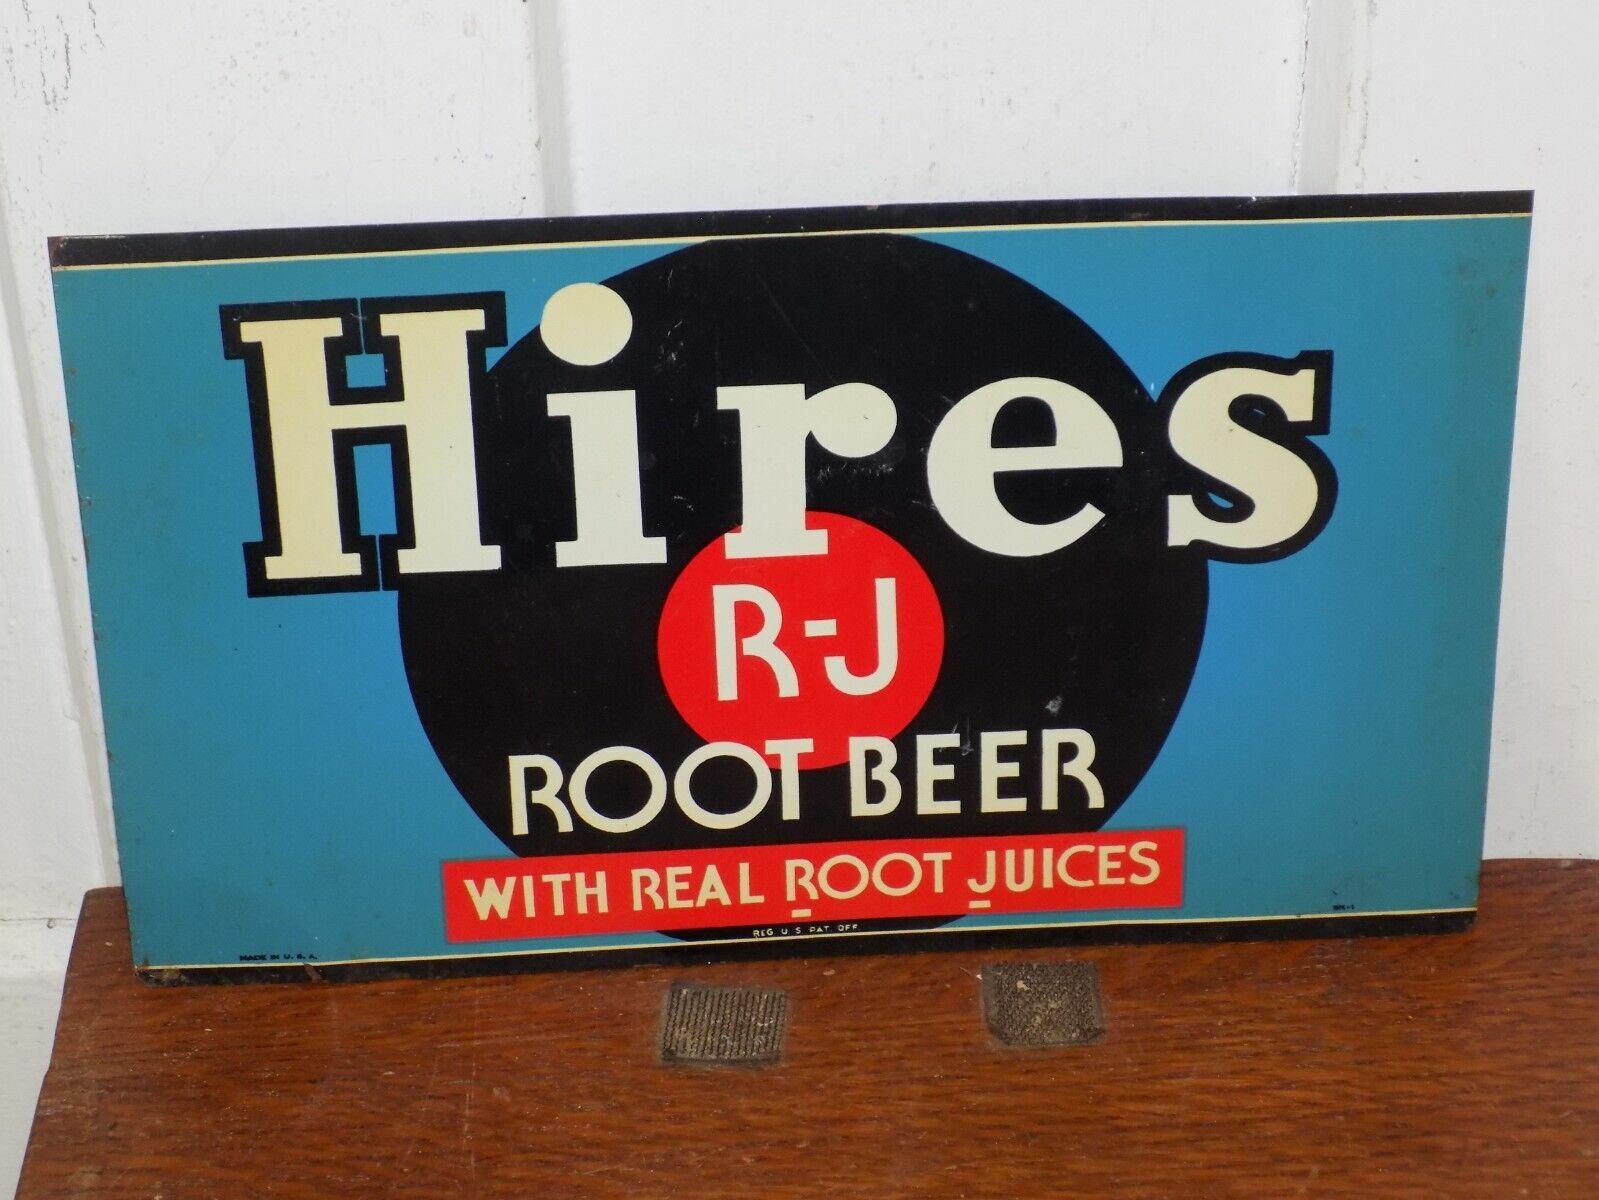 Hires
R-J
ROOT BEER
WITH REAL ROOT JUICES
REG U S PAT OFF
MADE IN U. S. A.